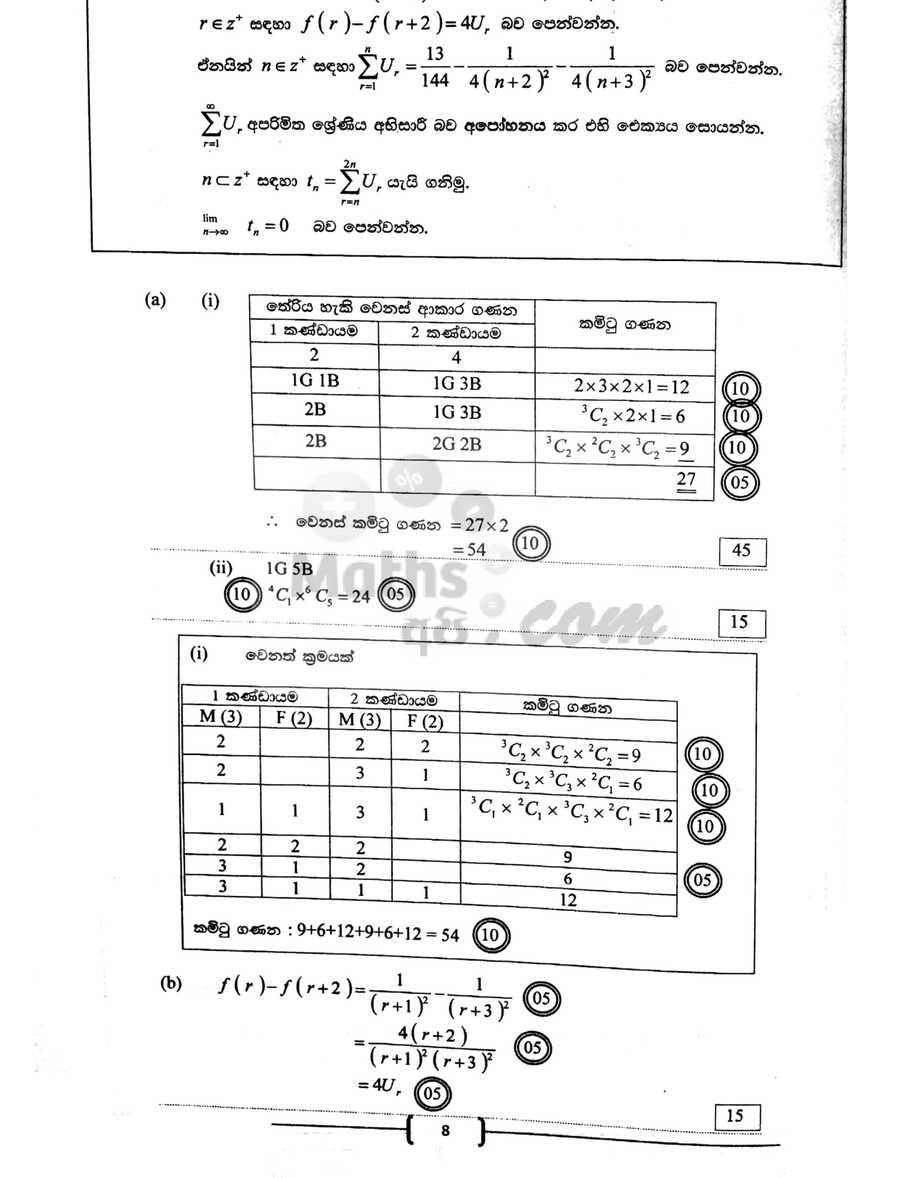 r ∈ z⁺ සඳහා f(r)−f(r+2)=4Uᵣ බව පෙන්වන්න.
ඒනයින් n ∈ z⁺ සඳහා ∑_{r=1}^{n} Uᵣ = 13/144 − 1/(4(n+2)²) − 1/(4(n+3)²) බව පෙන්වන්න.
∑_{r=1}^{∞} Uᵣ අපරිමිත ශ්‍රේණිය අභිසාරී බව අපෝහනය කර එහි ඓක්‍යය සොයන්න.
n ⊂ z⁺ සඳහා tₙ = ∑_{r=n}^{2n} Uᵣ යැයි ගනිමු.
lim n→∞ tₙ = 0 බව පෙන්වන්න.
(a) (i)
තේරිය හැකි වෙනස් ආකාර ගණන කමිටු ගණන
1 කණ්ඩායම 2 කණ්ඩායම
2 4
1G 1B 1G 3B 2×3×2×1=12 10
2B 1G 3B ³C₂×2×1=6 10
2B 2G 2B ³C₂×²C₂×³C₂=9 10
27 05
∴ වෙනස් කමිටු ගණන =27×2
=54 10 45
(ii) 1G 5B
10 ⁴C₁×⁶C₅=24 05
15
Maths
අපි . com
(i) වෙනත් ක්‍රමයක්
1 කණ්ඩායම 2 කණ්ඩායම කමිටු ගණන
M (3) F (2) M (3) F (2)
2 2 2 ³C₂×³C₂×²C₂=9 10
2 3 1 ³C₂×³C₃×²C₁=6 10
1 1 3 1 ³C₁×²C₁×³C₃×²C₁=12 10
2 2 2 9
3 1 2 6 05
3 1 1 1 12
කමිටු ගණන : 9+6+12+9+6+12 = 54 10
(b) f(r)−f(r+2)=1/(r+1)² − 1/(r+3)² 05
=4(r+2)/((r+1)²(r+3)²) 05
=4Uᵣ 05
15
8